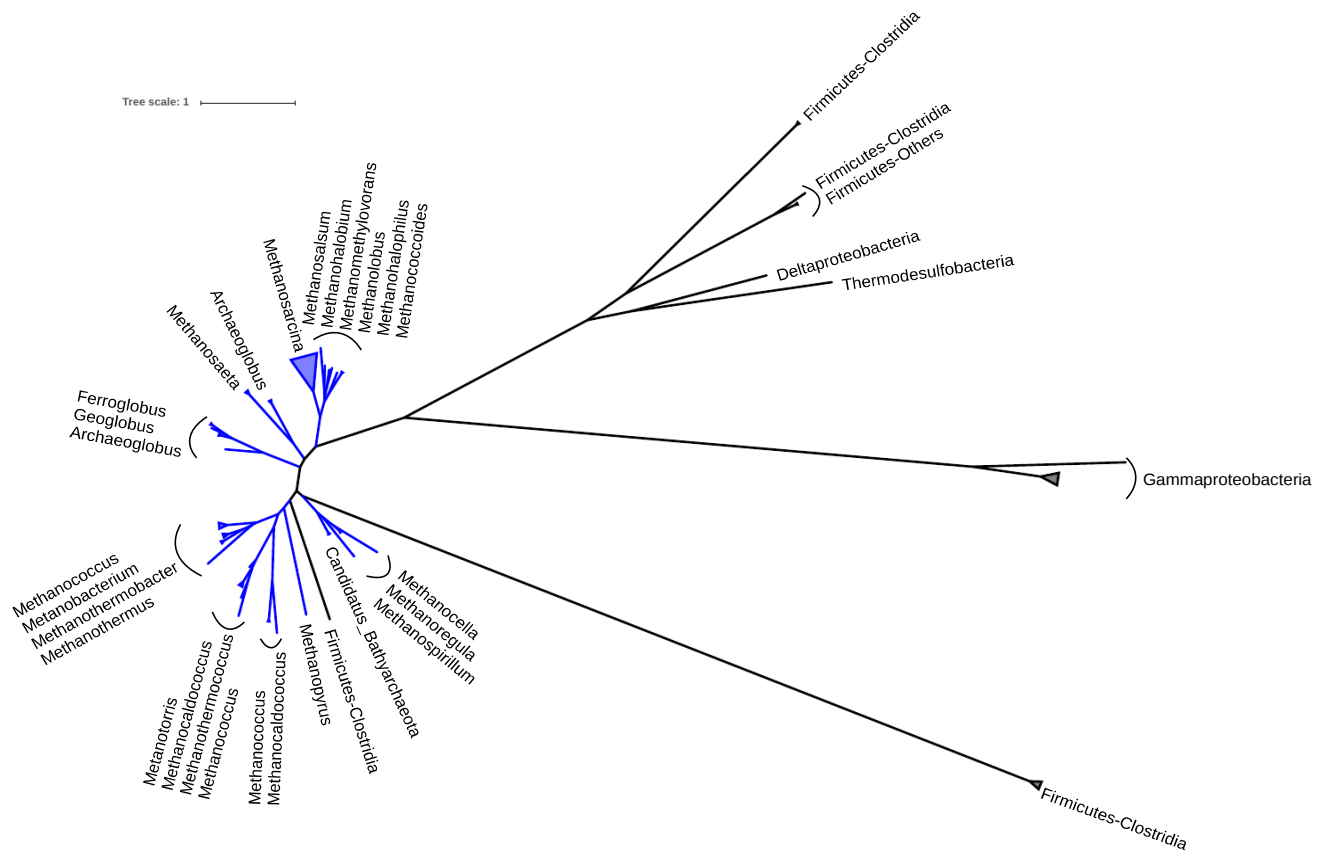 Tree scale: 1
Firmicutes-Clostridia
Firmicutes-Clostridia
Firmicutes-Others
Deltaproteobacteria
Thermodesulfobacteria
Gammaproteobacteria
Firmicutes-Clostridia
Methanosarcina
Methanosalsum
Methanohalobium
Methanomethylovorans
Methanolobus
Methanohalophilus
Methanococcoides
Archaeoglobus
Methanosaeta
Ferroglobus
Geoglobus
Archaeoglobus
Methanococcus
Metanobacterium
Methanothermobacter
Methanothermus
Metanotorris
Methanocaldococcus
Methanothermococcus
Methanococcus
Methanococcus
Methanocaldococcus
Methanopyrus
Firmicutes-Clostridia
Candidatus_Bathyarchaeota
Methanocella
Methanoregula
Methanospirillum